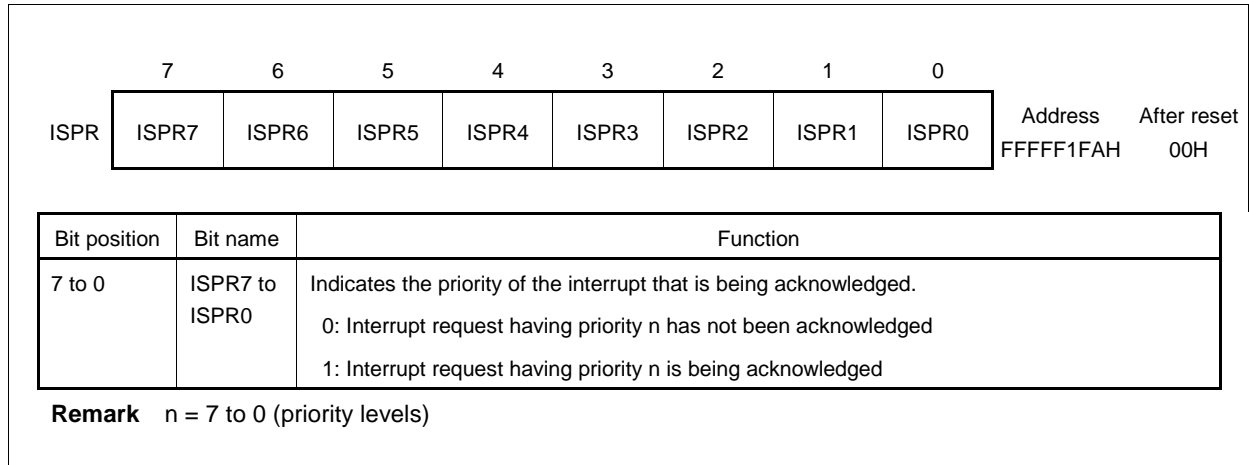 7 6 5 4 3 2 1 0
ISPR ISPR7 ISPR6 ISPR5 ISPR4 ISPR3 ISPR2 ISPR1 ISPR0 Address After reset
FFFFF1FAH 00H
Bit position Bit name Function
7 to 0 ISPR7 to Indicates the priority of the interrupt that is being acknowledged.
ISPR0 0: Interrupt request having priority n has not been acknowledged
1: Interrupt request having priority n is being acknowledged
Remark n = 7 to 0 (priority levels)